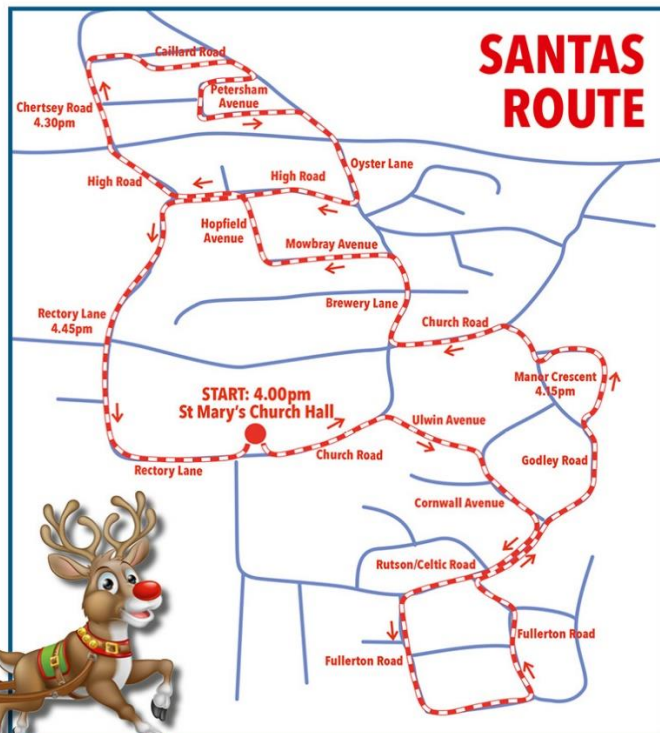 SANTAS
ROUTE
Caillard Road
Petersham
Avenue
Chertsey Road
4.30pm
Oyster Lane
High Road
High Road
Hopfield
Avenue
Mowbray Avenue
Brewery Lane
Rectory Lane
4.45pm
Church Road
Manor Crescent
4.15pm
START: 4.00pm
St Mary's Church Hall
Ulwin Avenue
Church Road
Rectory Lane
Godley Road
Cornwall Avenue
Rutson/Celtic Road
Fullerton Road
Fullerton Road